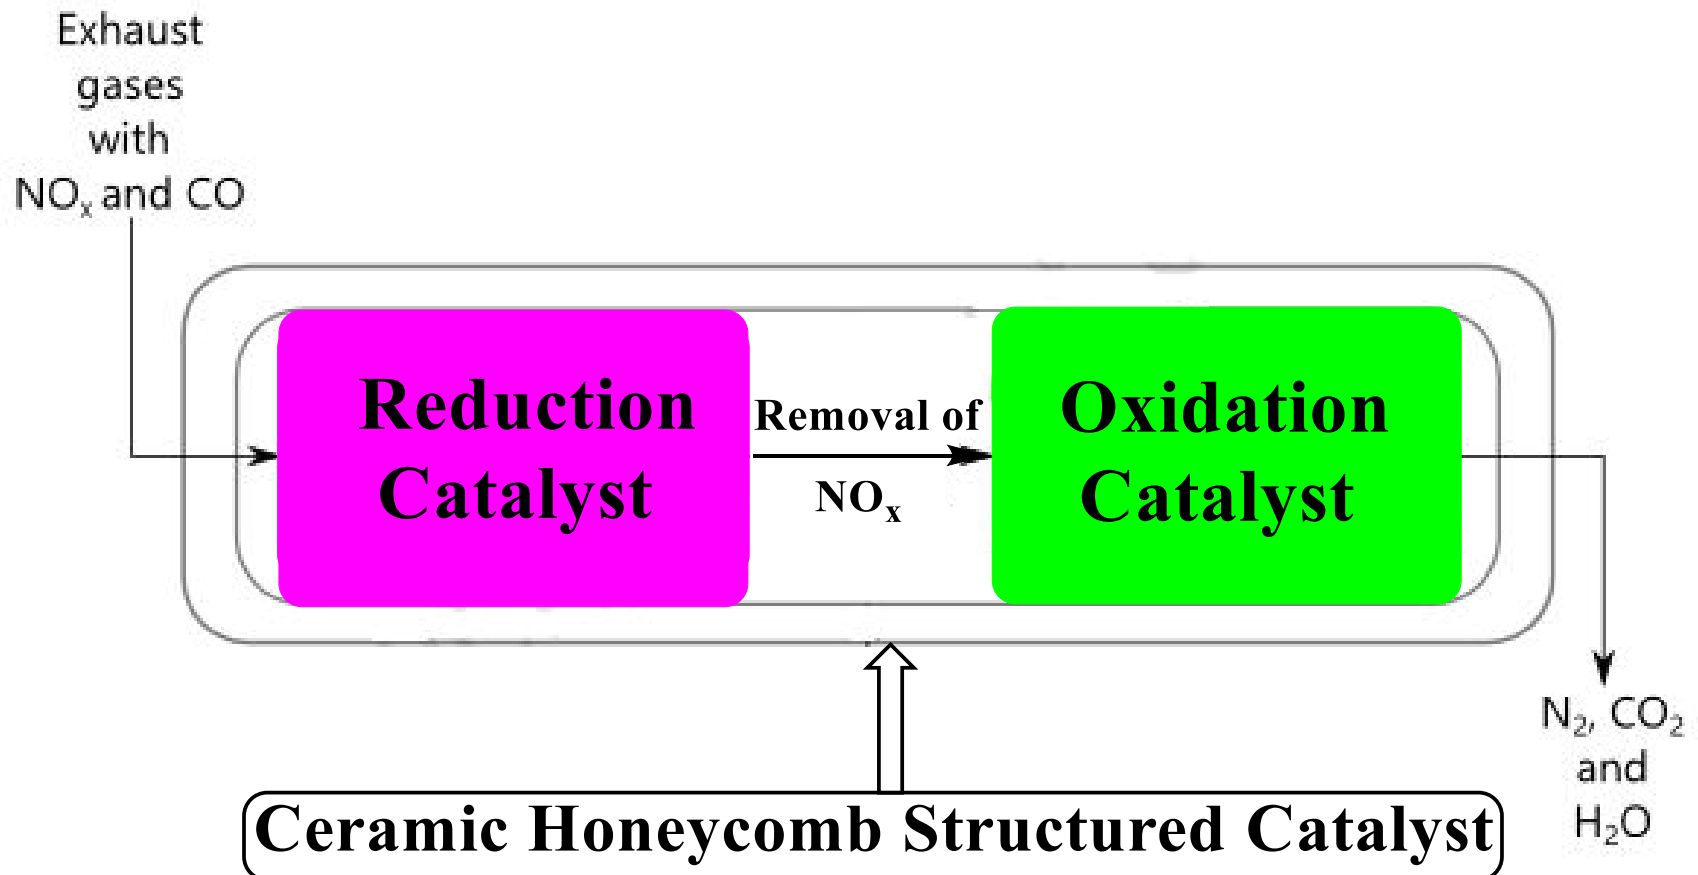 Exhaust
gases
with
NOₓ and CO
Reduction
Catalyst
Removal of
NOₓ
Oxidation
Catalyst
N₂, CO₂
and
H₂O
Ceramic Honeycomb Structured Catalyst